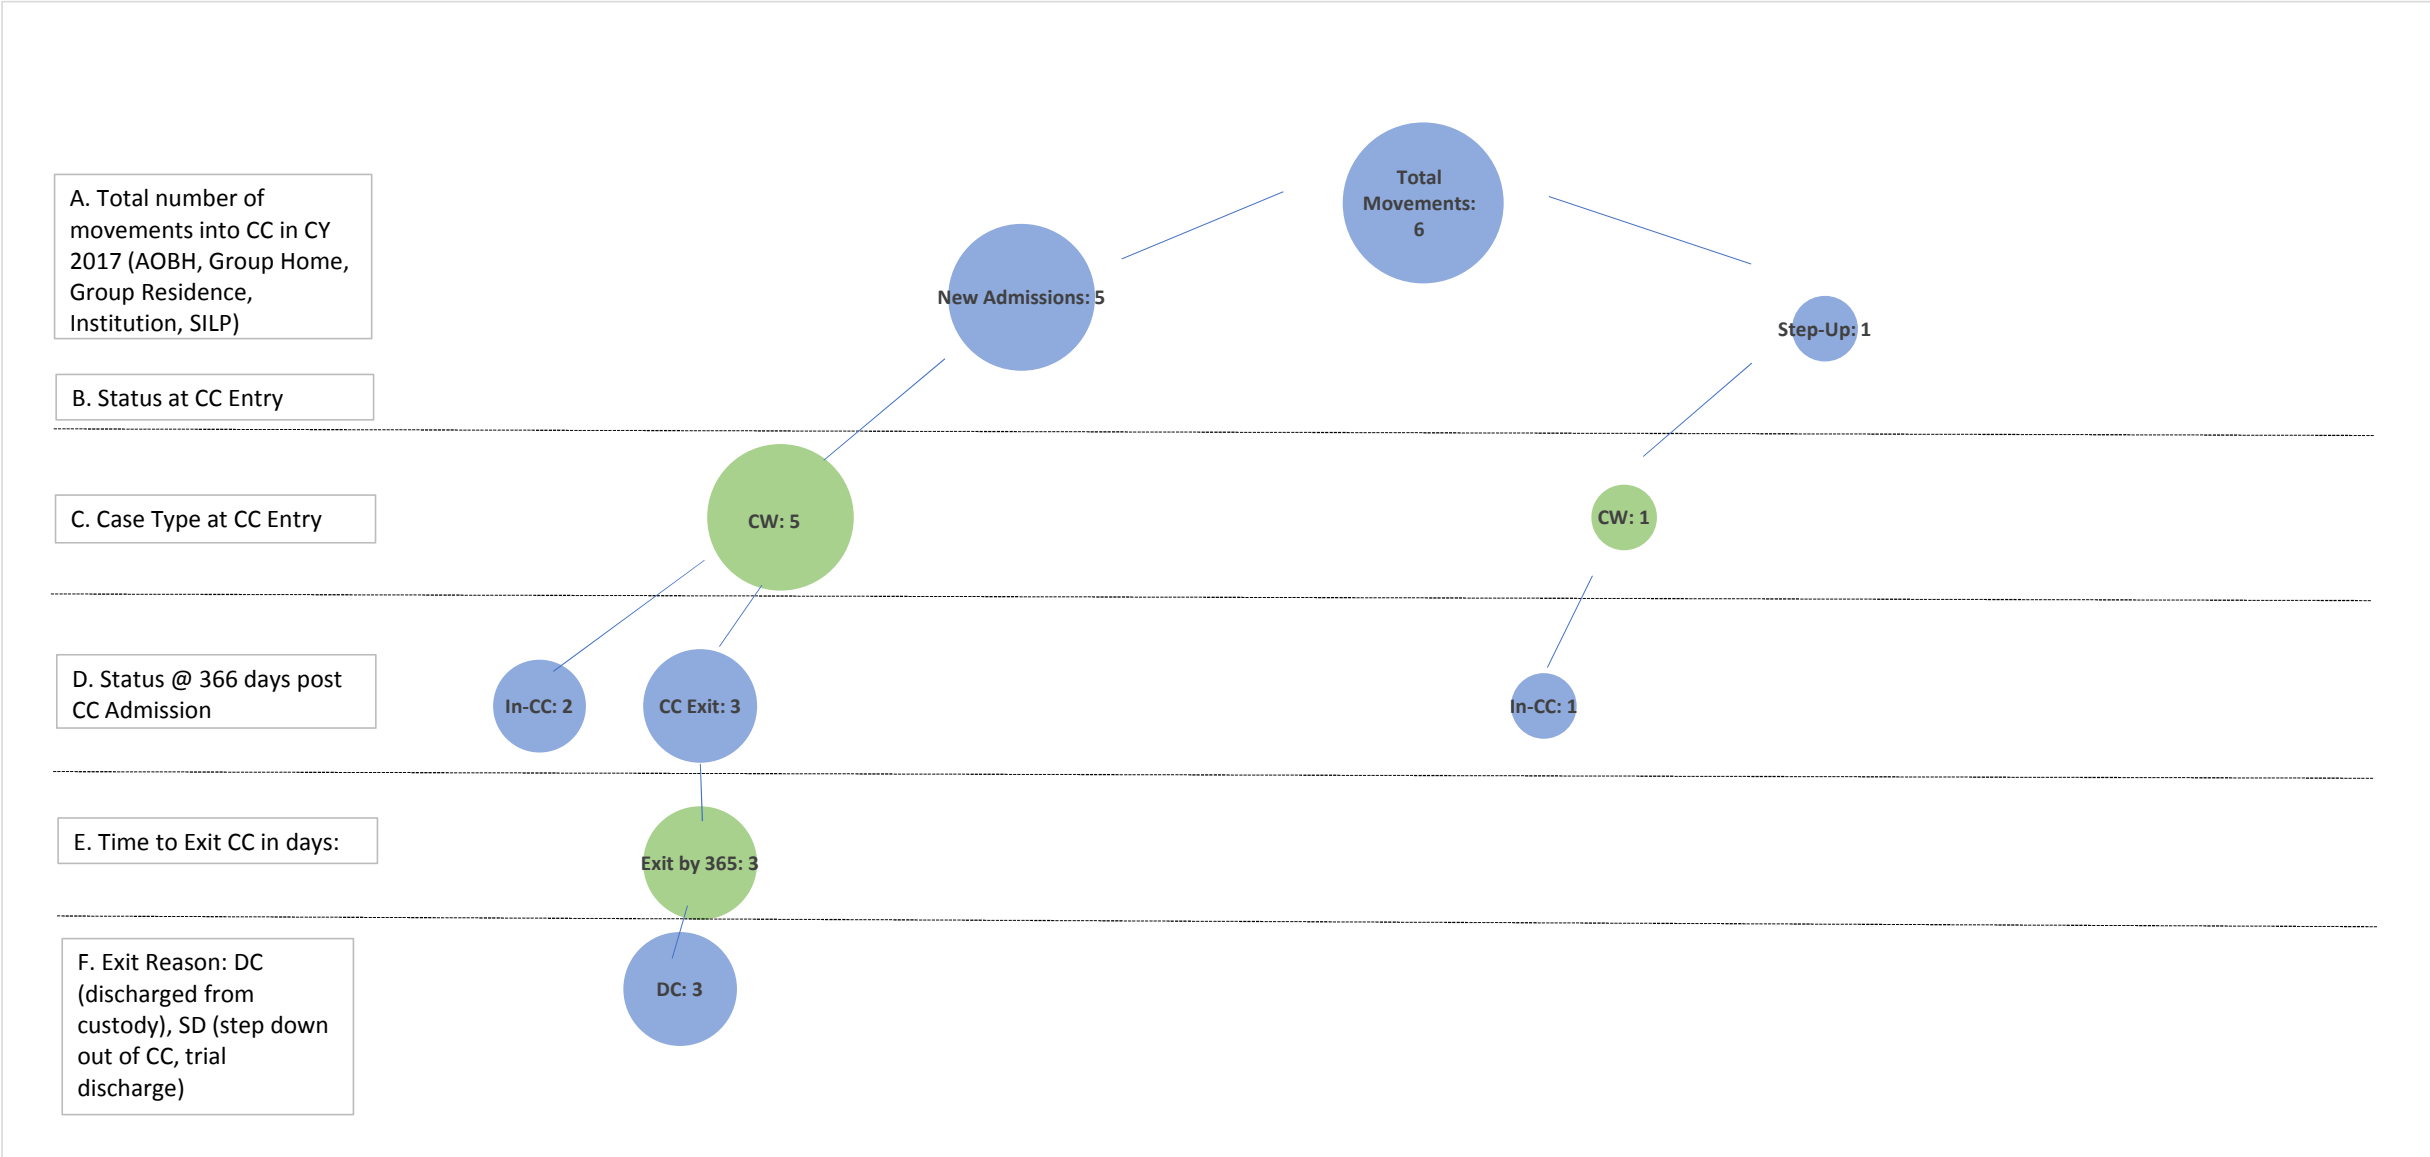 A. Total number of
movements into CC in CY
2017 (AOBH, Group Home,
Group Residence,
Institution, SILP)
Total
Movements:
6
New Admissions: 5
Step-Up: 1
B. Status at CC Entry
C. Case Type at CC Entry
CW: 5
CW: 1
D. Status @ 366 days post
CC Admission
In-CC: 2
CC Exit: 3
In-CC: 1
E. Time to Exit CC in days:
Exit by 365: 3
F. Exit Reason: DC
(discharged from
custody), SD (step down
out of CC, trial
discharge)
DC: 3